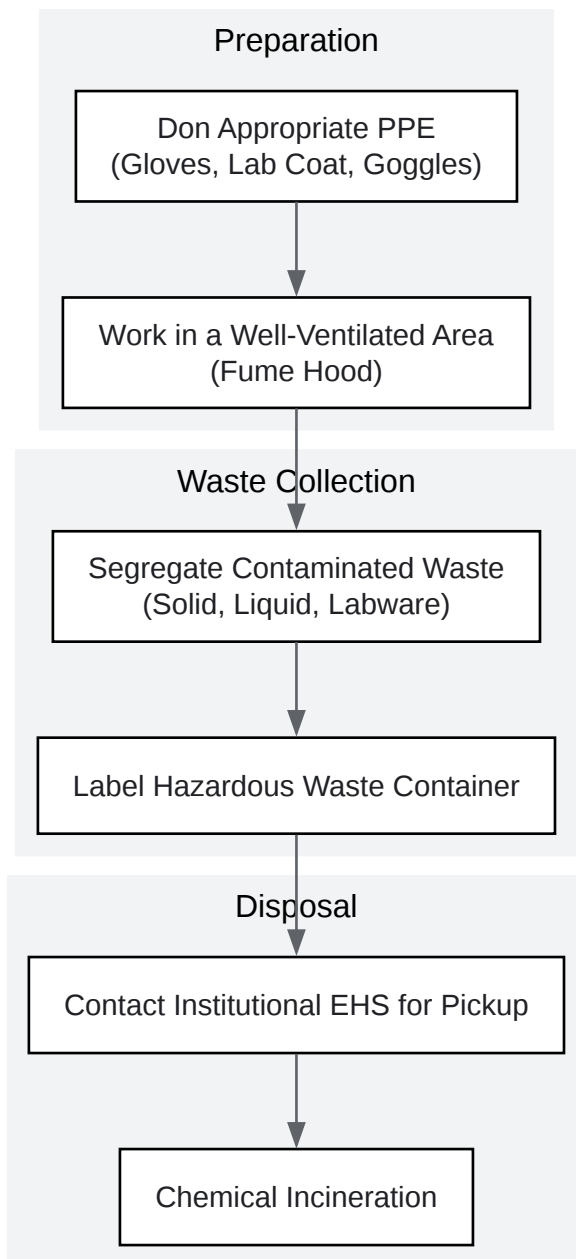 Preparation
Don Appropriate PPE
(Gloves, Lab Coat, Goggles)
Work in a Well-Ventilated Area
(Fume Hood)
Waste Collection
Segregate Contaminated Waste
(Solid, Liquid, Labware)
Label Hazardous Waste Container
Disposal
Contact Institutional EHS for Pickup
Chemical Incineration